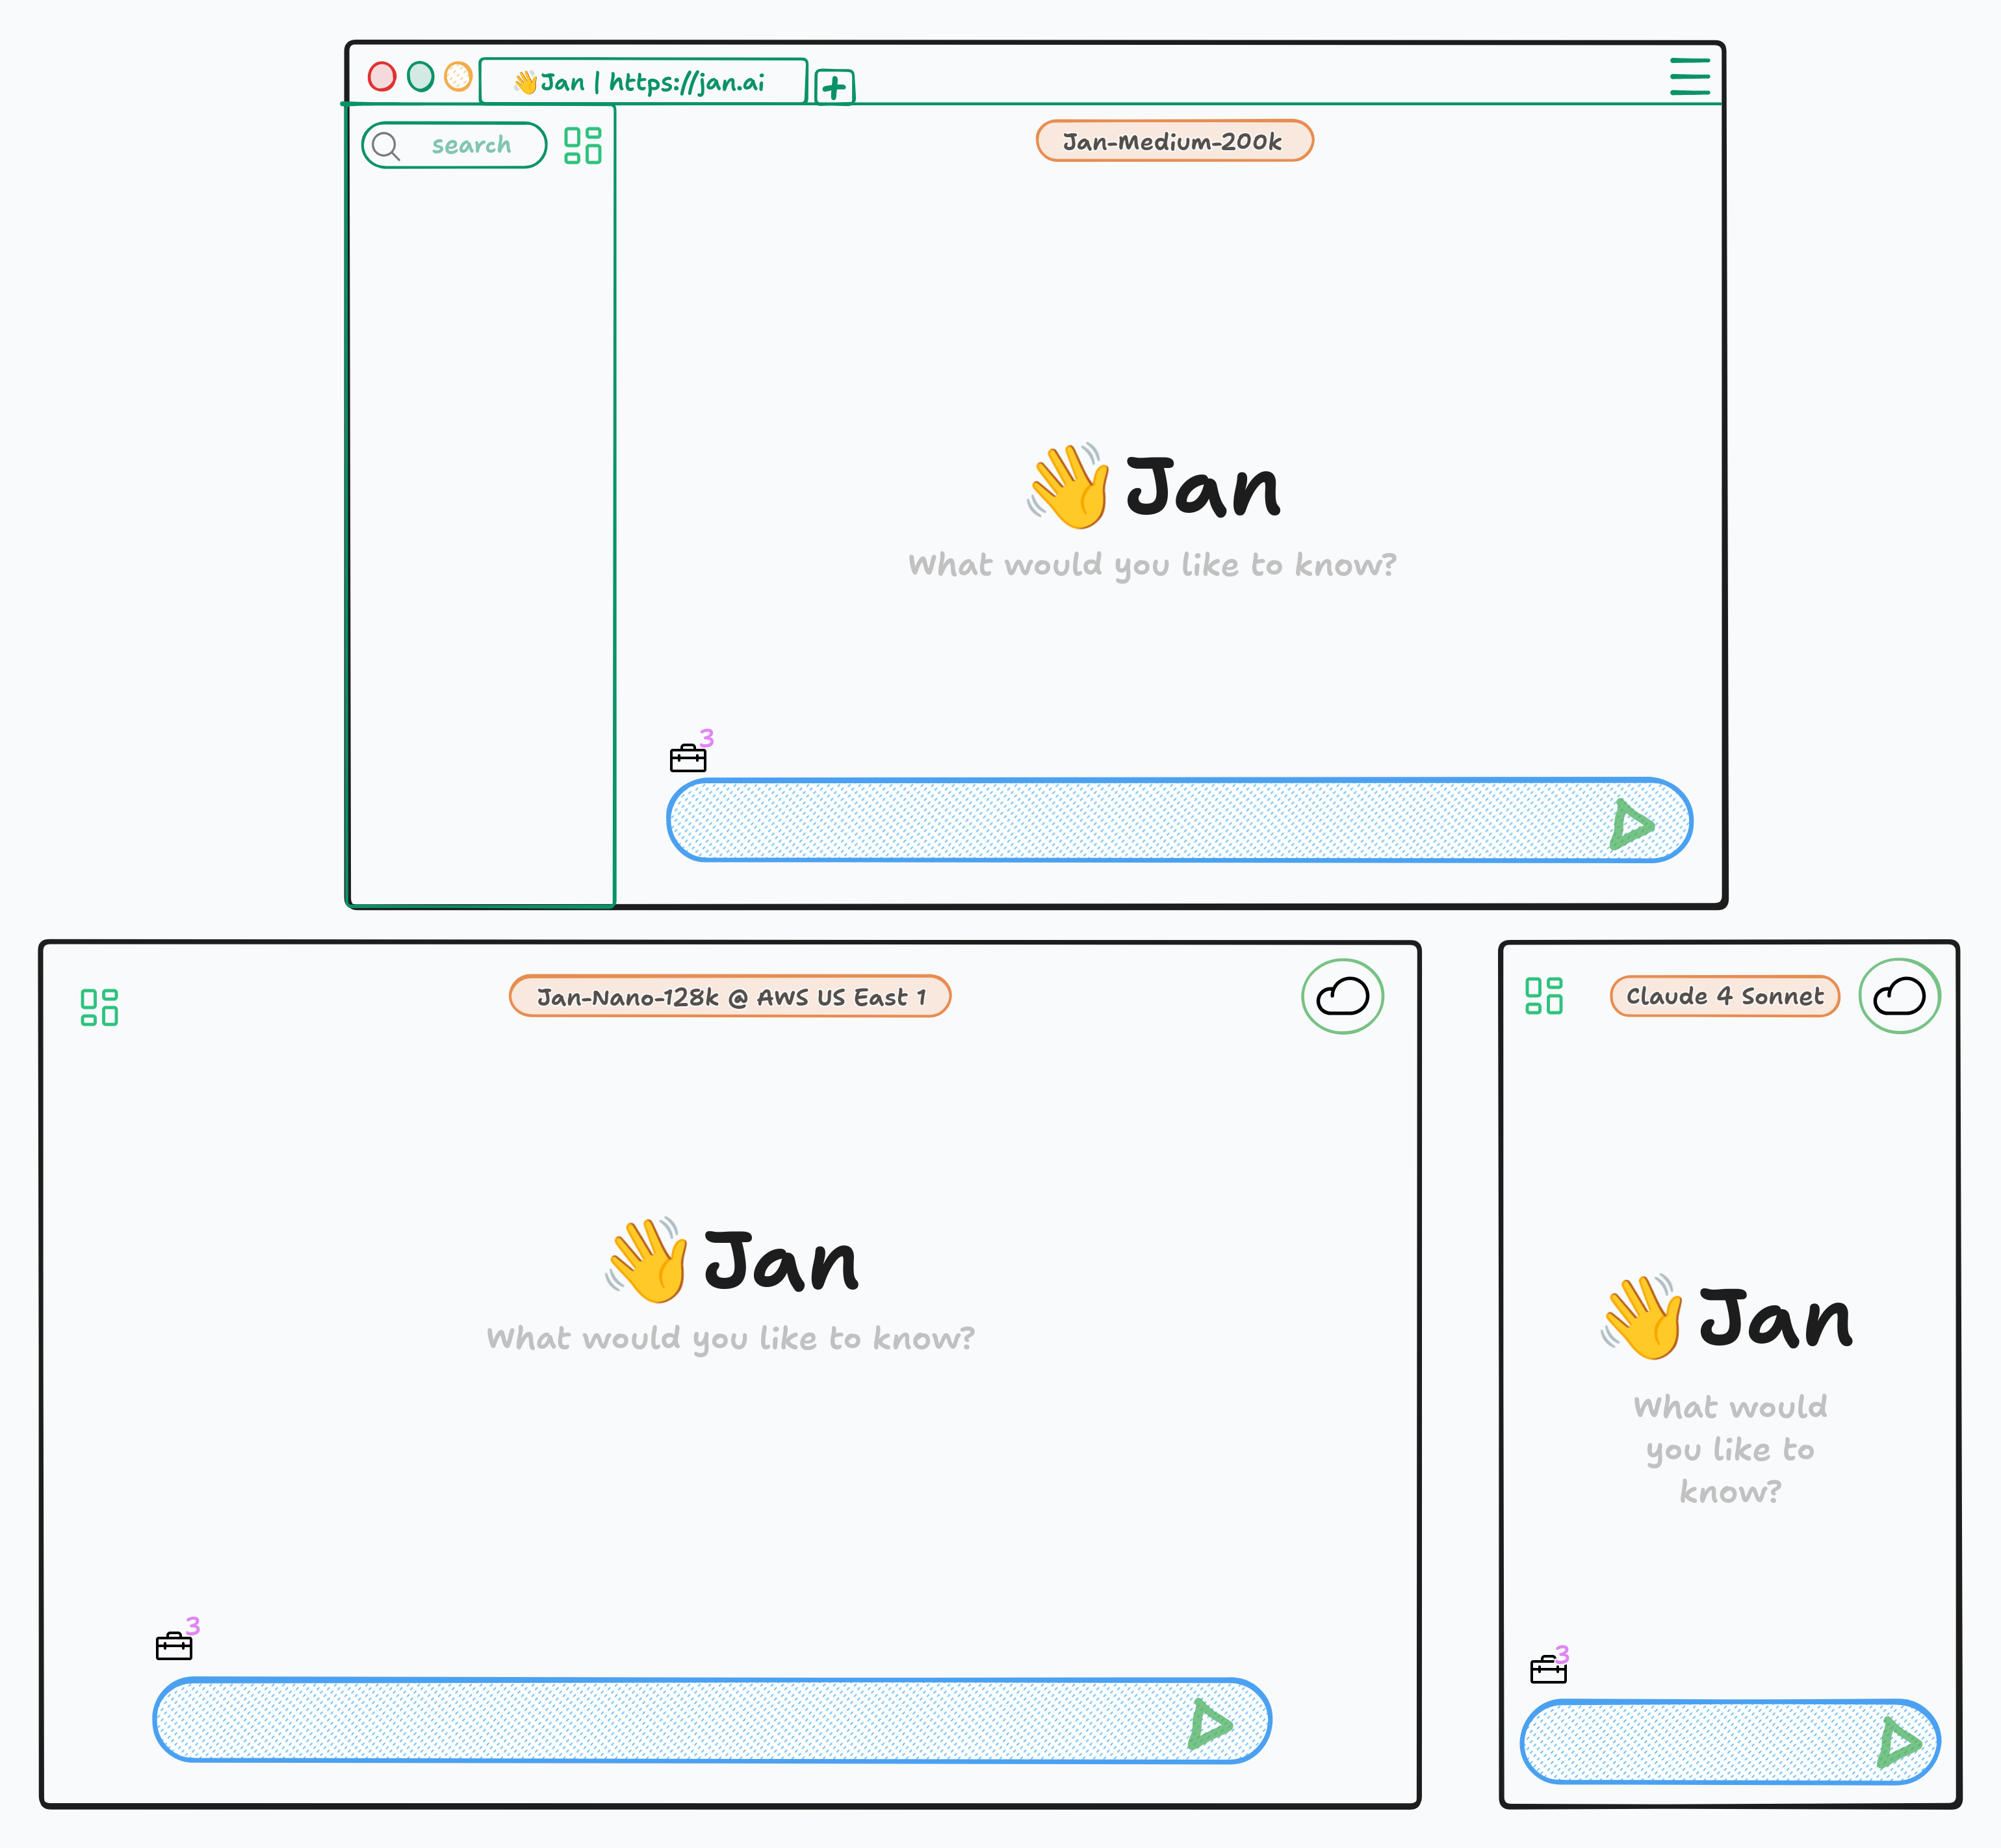 👋Jan | https://jan.ai
search
Jan-Medium-200k
👋Jan
What would you like to know?
3
Jan-Nano-128k @ AWS US East 1
👋Jan
What would you like to know?
3
Claude 4 Sonnet
👋Jan
What would
you like to
know?
3